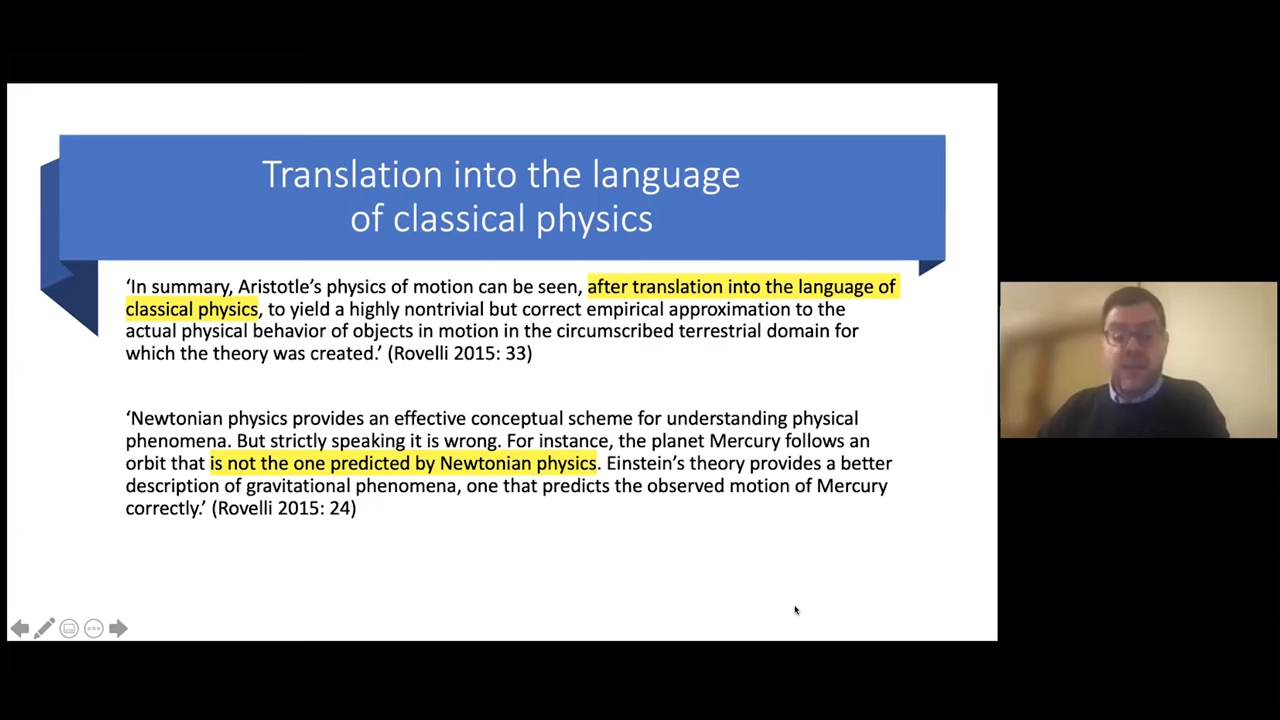 Translation into the language
of classical physics
‘In summary, Aristotle’s physics of motion can be seen, after translation into the language of
classical physics, to yield a highly nontrivial but correct empirical approximation to the
actual physical behavior of objects in motion in the circumscribed terrestrial domain for
which the theory was created.’ (Rovelli 2015: 33)
‘Newtonian physics provides an effective conceptual scheme for understanding physical
phenomena. But strictly speaking it is wrong. For instance, the planet Mercury follows an
orbit that is not the one predicted by Newtonian physics. Einstein’s theory provides a better
description of gravitational phenomena, one that predicts the observed motion of Mercury
correctly.’ (Rovelli 2015: 24)